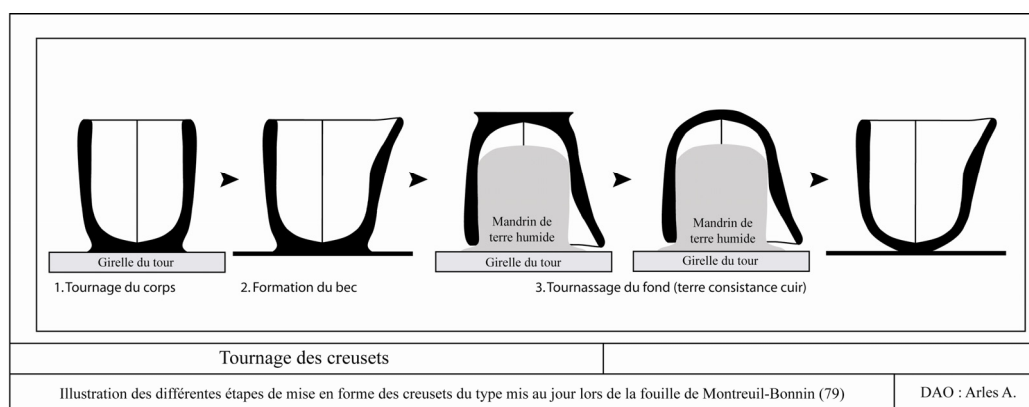 Mandrin de
terre humide
Mandrin de
terre humide
Girelle du tour
Girelle du tour
Girelle du tour
1.Tournage du corps
2.Formation du bec
3.Tournassage du fond (terre consistance cuir)
Tournage des creusets
Illustration des différentes étapes de mise en forme des creusets du type mis au jour lors de la fouille de Montreuil-Bonnin (79)
DAO : Arles A.